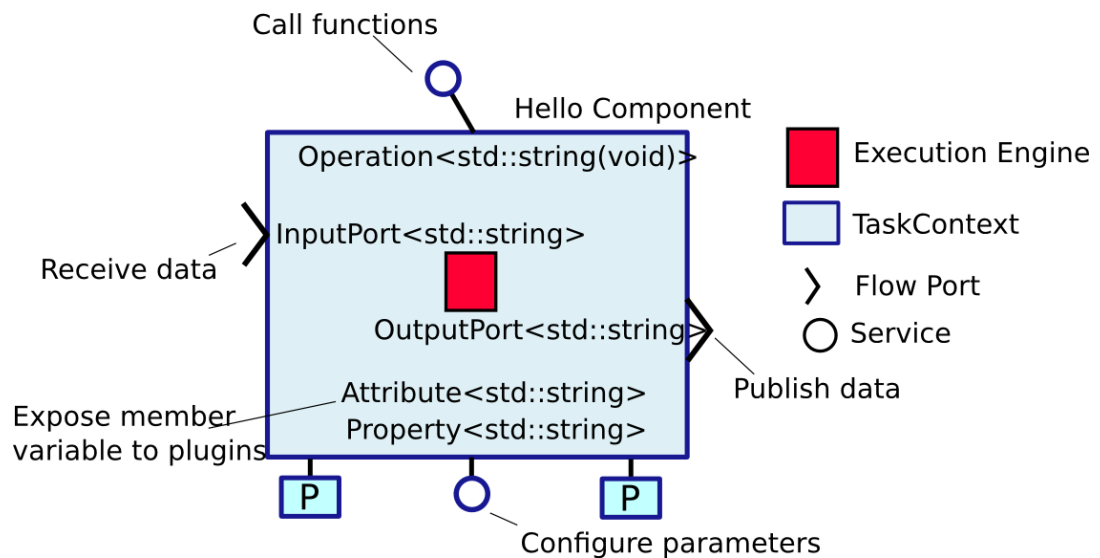 Call functions
Hello Component
Operation<std::string(void)>
Execution Engine
InputPort<std::string>
TaskContext
Receive data
Flow Port
OutputPort<std::string>
Service
Publish data
Attribute<std::string>
Expose member
variable to plugins
Property<std::string>
P
P
Configure parameters